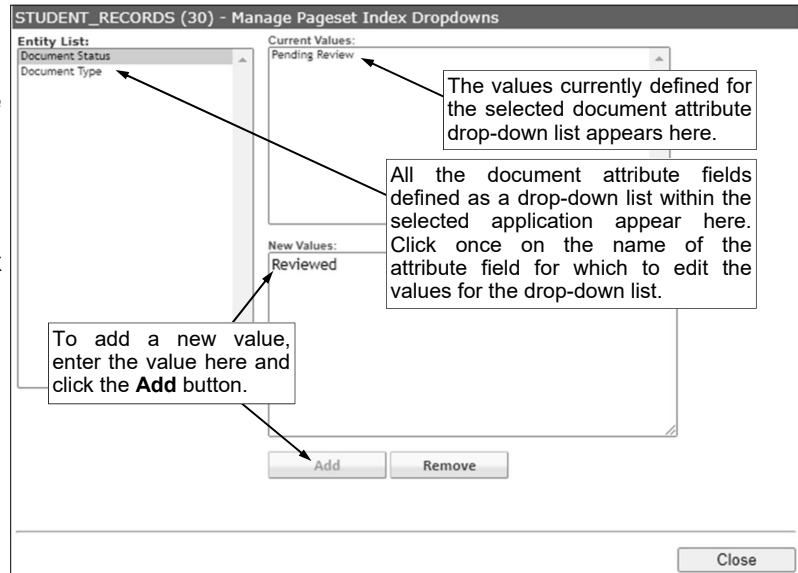 STUDENT_RECORDS (30) - Manage Pageset Index Dropdowns
Entity List:
Document Status
Document Type
Current Values:
Pending Review
The values currently defined for
the selected document attribute
drop-down list appears here.
All the document attribute fields
defined as a drop-down list within the
selected application appear here.
Click once on the name of the
attribute field for which to edit the
values for the drop-down list.
New Values:
Reviewed
To add a new value,
enter the value here and
click the Add button.
Add
Remove
Close